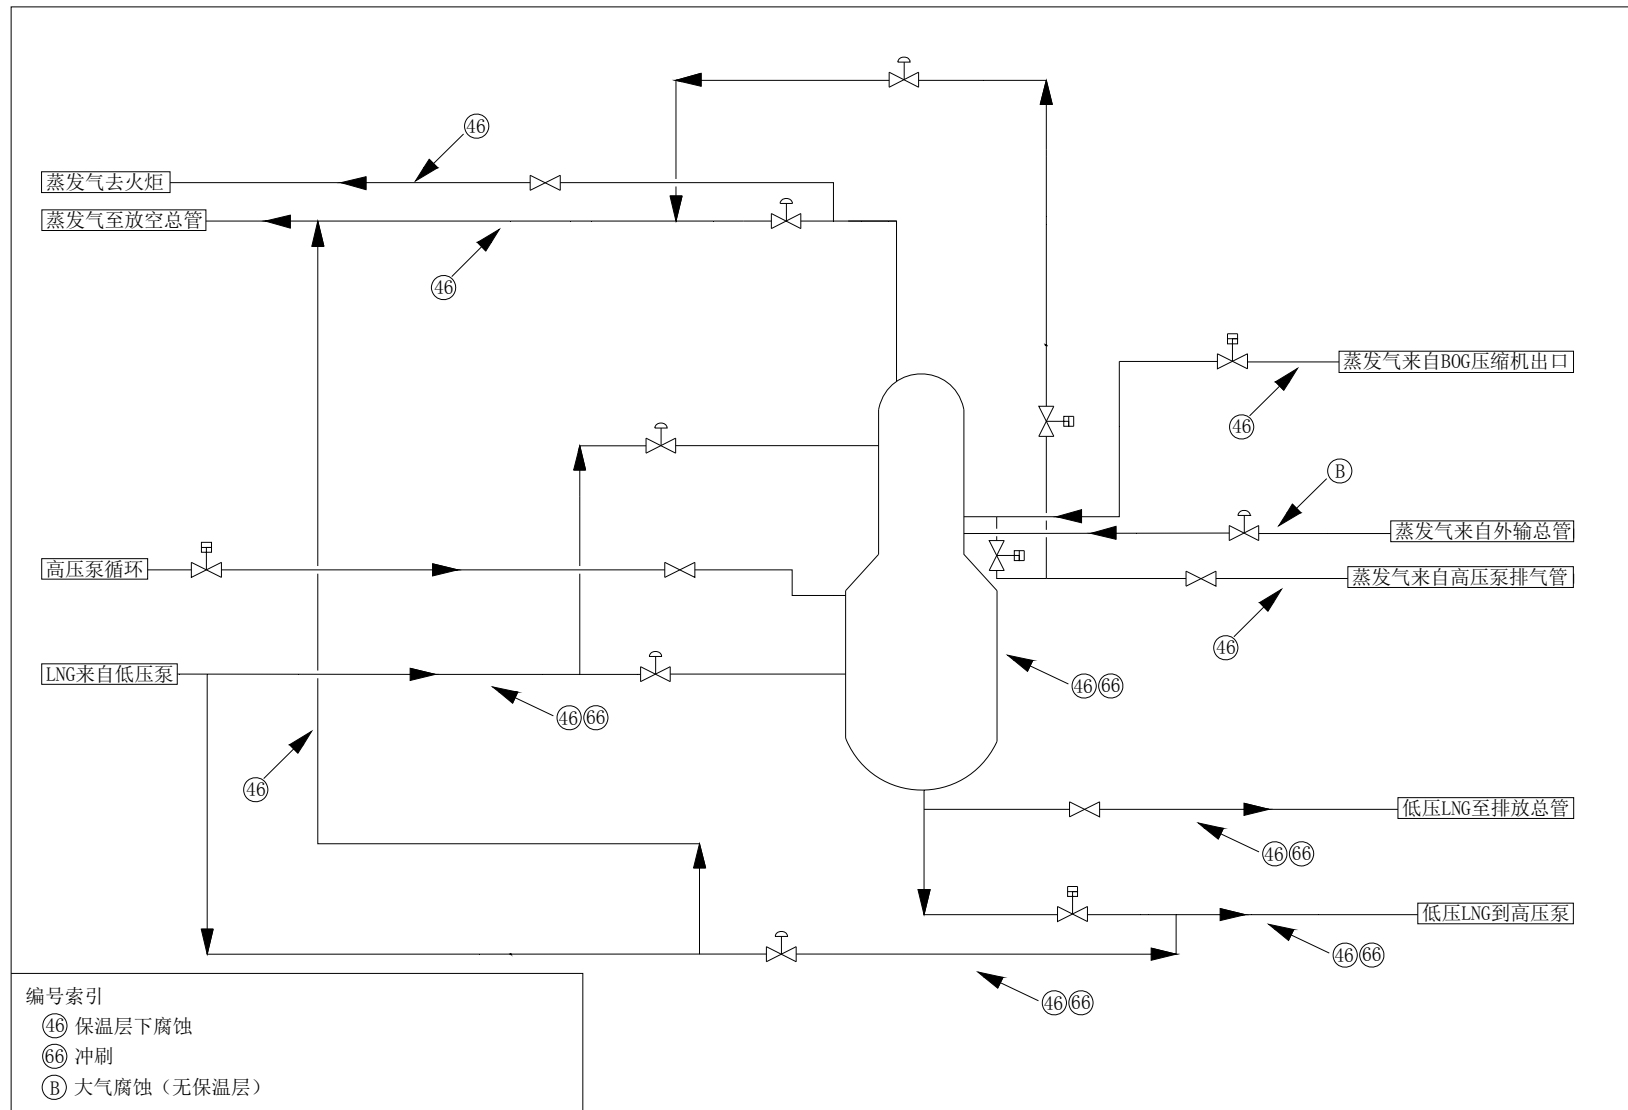 46
蒸发气去火炬
蒸发气至放空总管
46
蒸发气来自BOG压缩机出口
46
B
蒸发气来自外输总管
高压泵循环
蒸发气来自高压泵排气管
46
LNG来自低压泵
46 66
46 66
46
低压LNG至排放总管
46 66
低压LNG到高压泵
46 66
46 66
编号索引
46 保温层下腐蚀
66 冲刷
B 大气腐蚀（无保温层）